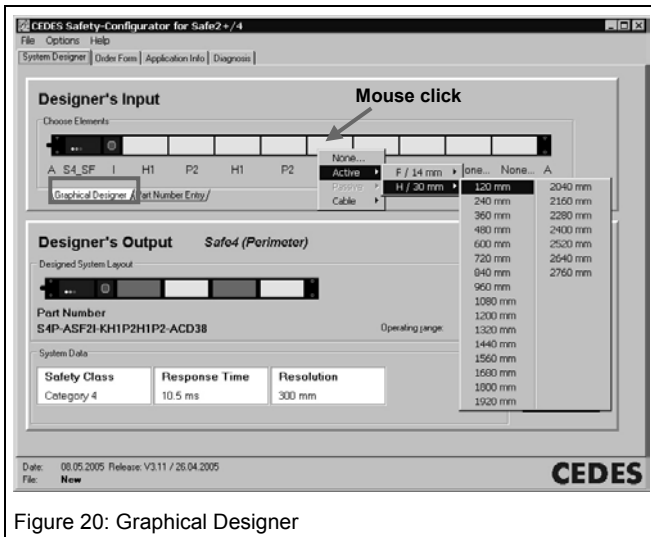 CEDES Safety-Configurator for Safe2+/4
File Options Help
System Designer Order Form Application Info Diagnosis
Designer's Input
Mouse click
Choose Elements
A S4_SF I H1 P2 H1 P2 one... None... A
None...
Active
Passive
Cable
F / 14 mm
H / 30 mm
120 mm
240 mm
360 mm
480 mm
600 mm
720 mm
840 mm
960 mm
1080 mm
1200 mm
1320 mm
1440 mm
1560 mm
1680 mm
1800 mm
1920 mm
2040 mm
2160 mm
2280 mm
2400 mm
2520 mm
2640 mm
2760 mm
Graphical Designer Part Number Entry
Designer's Output Safe4 (Perimeter)
Designed System Layout
Part Number
S4P-ASF2I-KH1P2H1P2-ACD38
Operating range:
System Data
Safety Class Response Time Resolution
Category 4 10.5 ms 300 mm
Date: 08.05.2005 Release: V3.11 / 26.04.2005
File: New
CEDES
Figure 20: Graphical Designer